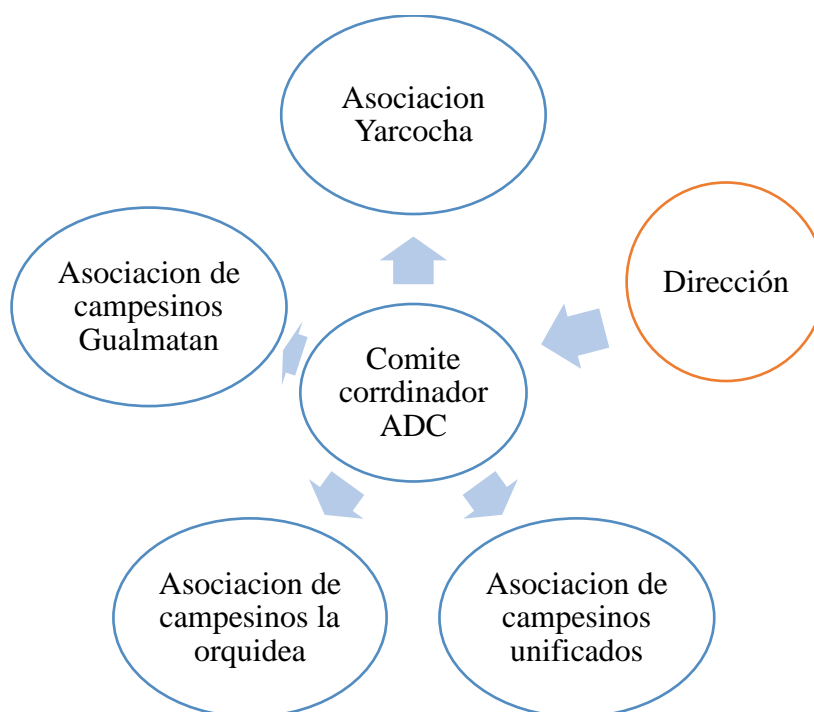 Asociacion
Yarcocha
Asociacion de
campesinos
Gualmatan
Dirección
Comite
corrdinador
ADC
Asociacion de
campesinos la
orquidea
Asociacion de
campesinos
unificados